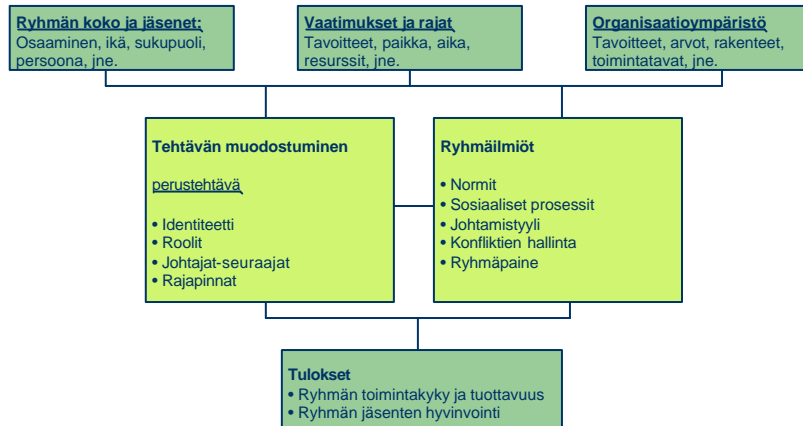 Ryhmän koko ja jäsenet:
Osaaminen, ikä, sukupuoli,
persoona, jne.
Vaatimukset ja rajat
Tavoitteet, paikka, aika,
resurssit, jne.
Organisaatioympäristö
Tavoitteet, arvot, rakenteet,
toimintatavat, jne.
Tehtävän muodostuminen
perustehtävä
• Identiteetti
• Roolit
• Johtajat-seuraajat
• Rajapinnat
Ryhmäilmiöt
• Normit
• Sosiaaliset prosessit
• Johtamistyyli
• Konfliktien hallinta
• Ryhmäpaine
Tulokset
• Ryhmän toimintakyky ja tuottavuus
• Ryhmän jäsenten hyvinvointi